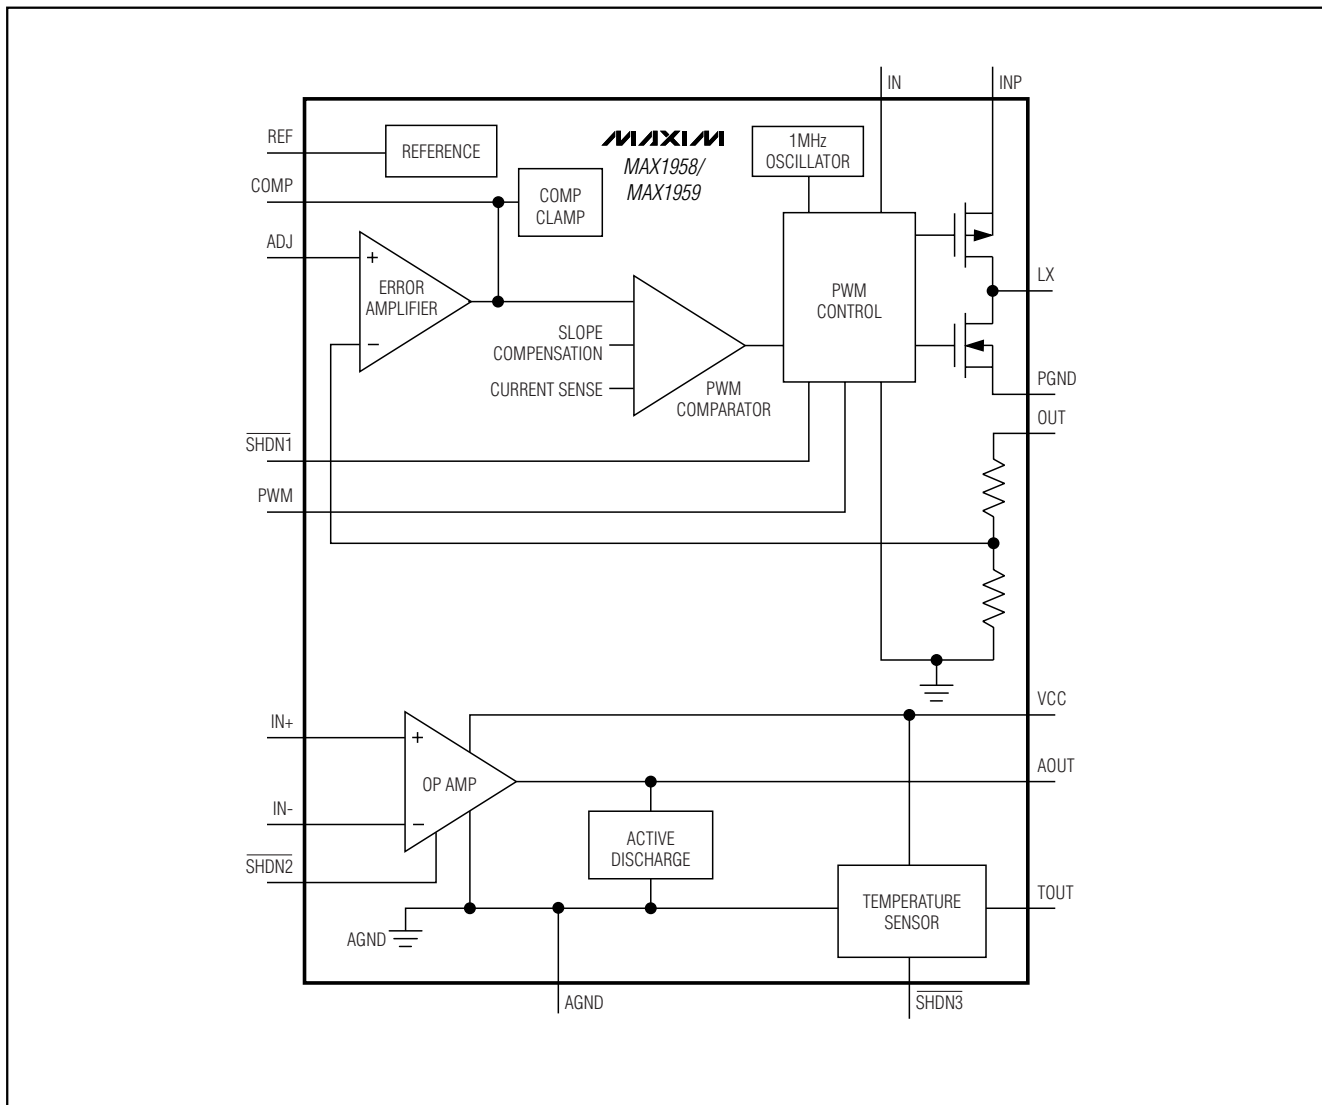 IN
INP
REF
REFERENCE
MAXIM
MAX1958/
MAX1959
1MHz
OSCILLATOR
COMP
COMP
CLAMP
ADJ
+
ERROR
AMPLIFIER
−
SLOPE
COMPENSATION
CURRENT SENSE
PWM
COMPARATOR
PWM
CONTROL
LX
PGND
OUT
SHDN1
PWM
VCC
IN+
+
OP AMP
−
AOUT
IN-
ACTIVE
DISCHARGE
SHDN2
TEMPERATURE
SENSOR
TOUT
AGND
AGND
SHDN3